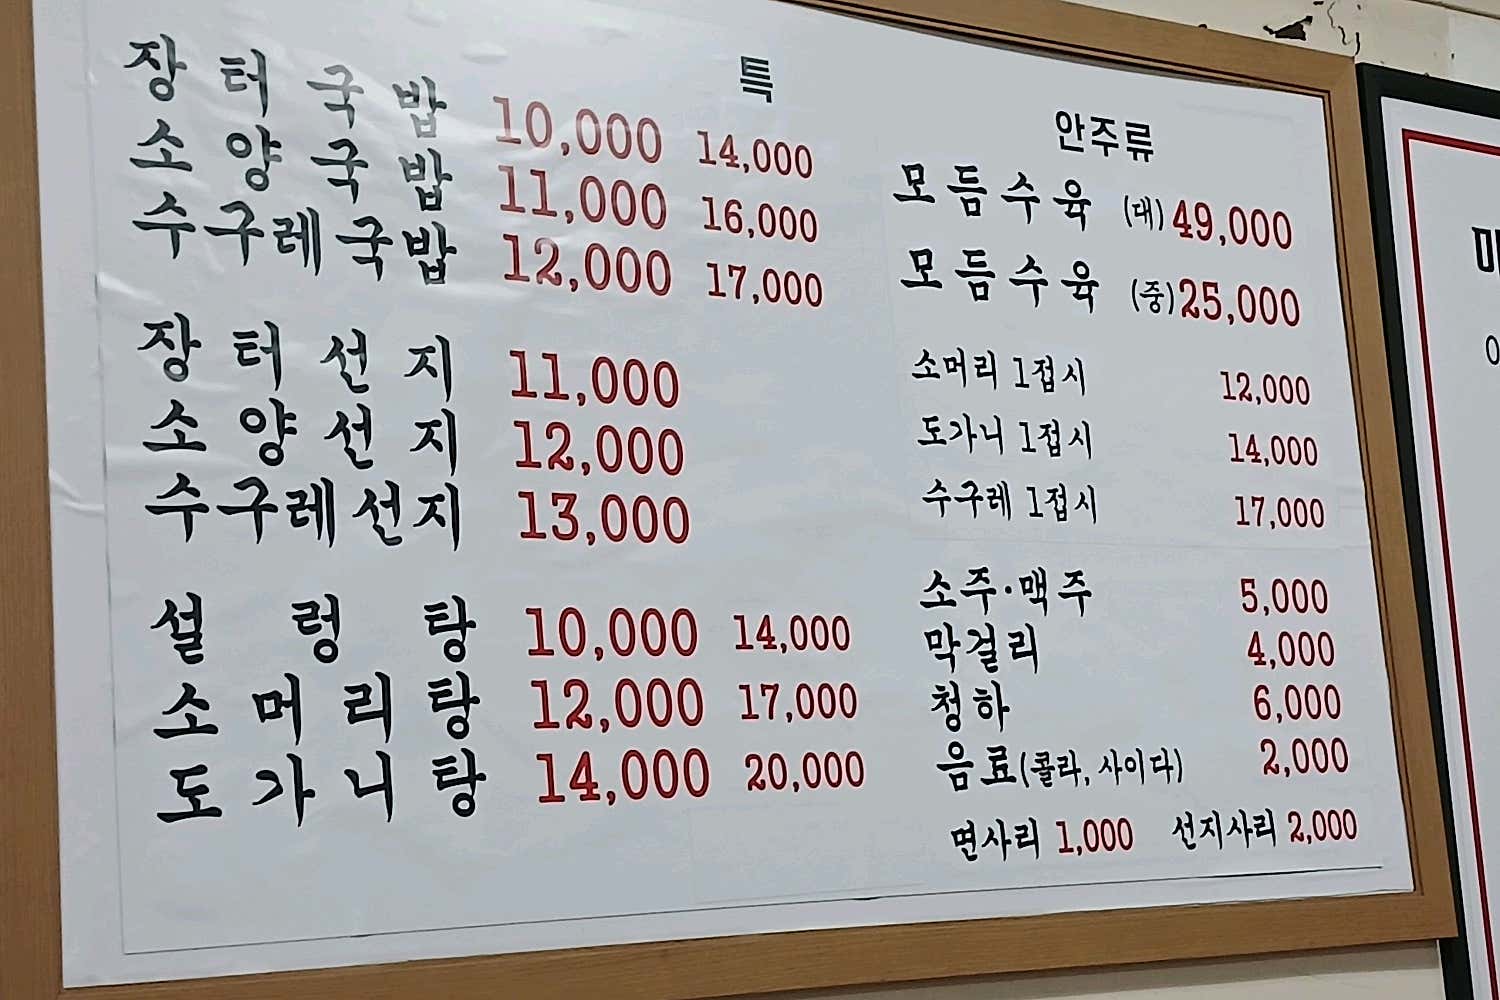 특
장터국밥 10,000 14,000
소양국밥 11,000 16,000
수구레국밥 12,000 17,000
장터선지 11,000
소양선지 12,000
수구레선지 13,000
설렁탕 10,000 14,000
소머리탕 12,000 17,000
도가니탕 14,000 20,000
안주류
모듬수육 (대) 49,000
모듬수육 (중) 25,000
소머리 1접시 12,000
도가니 1접시 14,000
수구레 1접시 17,000
소주·맥주 5,000
막걸리 4,000
청하 6,000
음료(콜라, 사이다) 2,000
면사리 1,000 선지사리 2,000